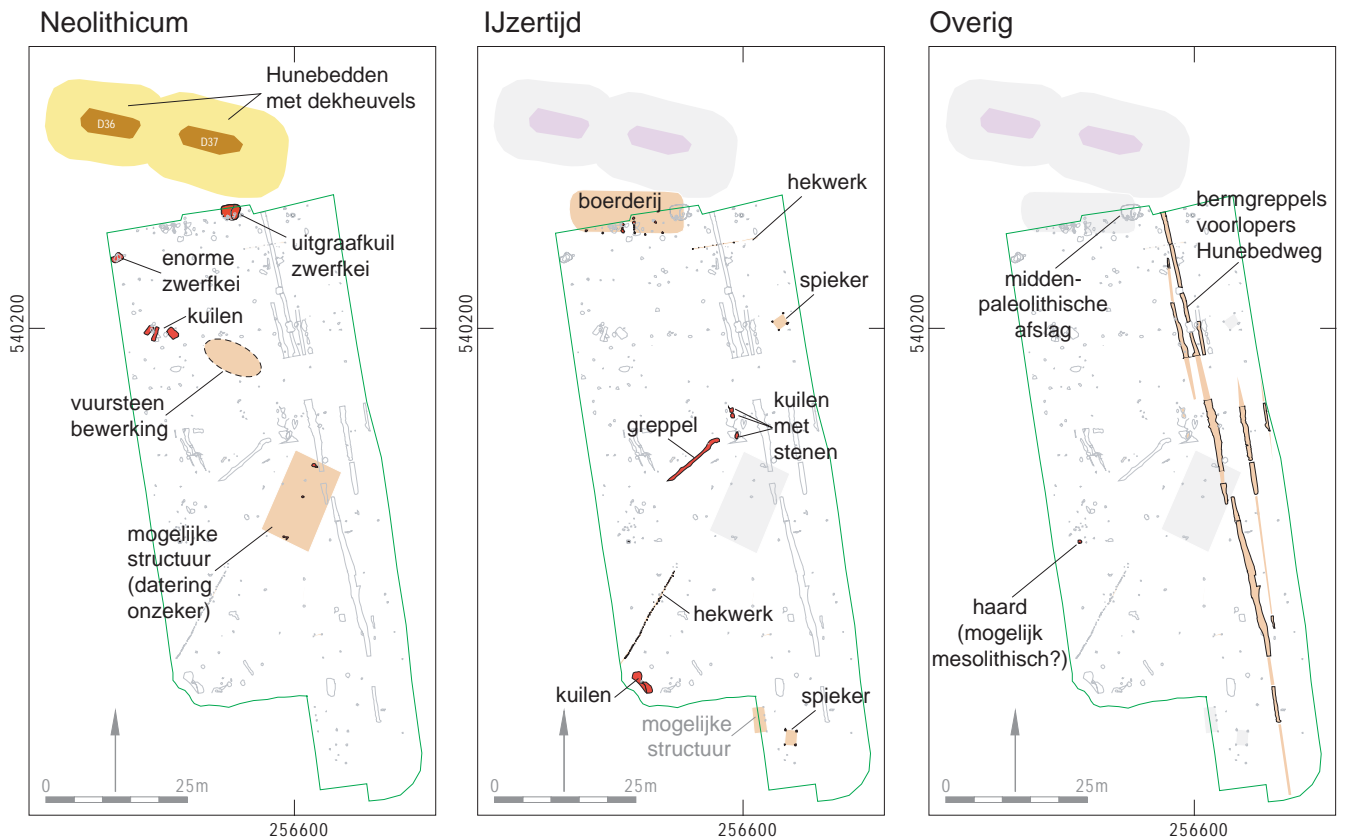 Neolithicum
Hunebedden
met dekheuvels
D36
D37
uitgraafkuil
zwerfkei
enorme
zwerfkei
kuilen
vuursteen
bewerking
mogelijke
structuur
(datering
onzeker)
540200
0
25m
256600
IJzertijd
boerderij
hekwerk
spieker
kuilen
met
stenen
greppel
hekwerk
kuilen
spieker
mogelijke
structuur
540200
0
25m
256600
Overig
bermgreppels
voorlopers
Hunebedweg
midden-
paleolithische
afslag
haard
(mogelijk
mesolithisch?)
540200
0
25m
256600